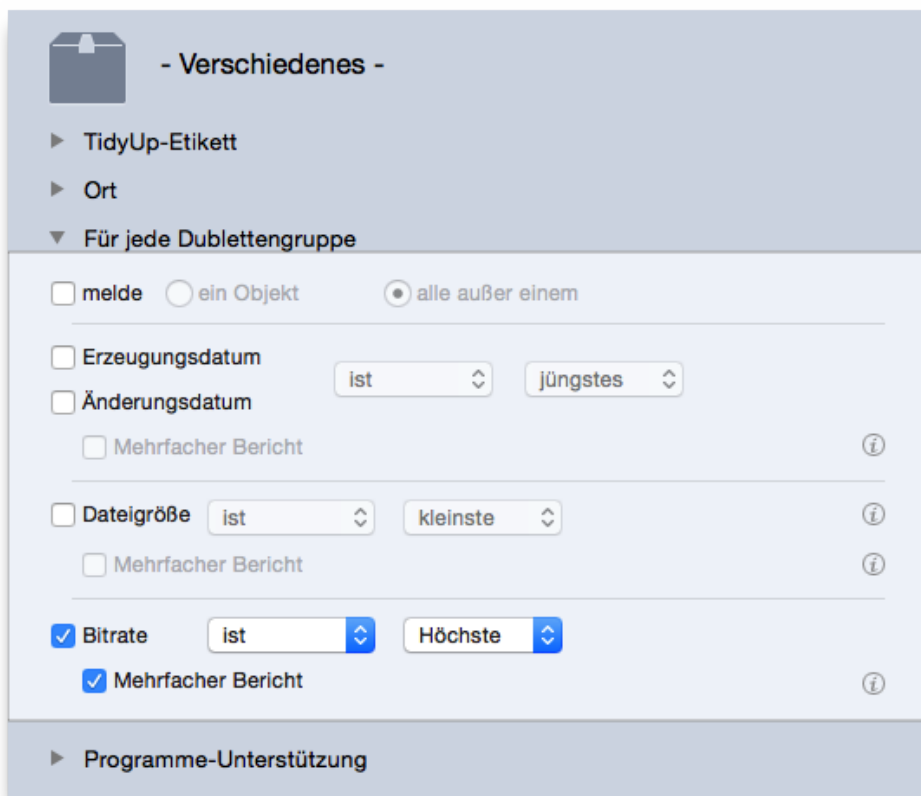 - Verschiedenes -
TidyUp-Etikett
Ort
Für jede Dublettengruppe
melde ein Objekt alle außer einem
Erzeugungsdatum
ist jüngstes
Änderungsdatum
Mehrfacher Bericht
Dateigröße ist kleinste
Mehrfacher Bericht
Bitrate ist Höchste
Mehrfacher Bericht
Programme-Unterstützung